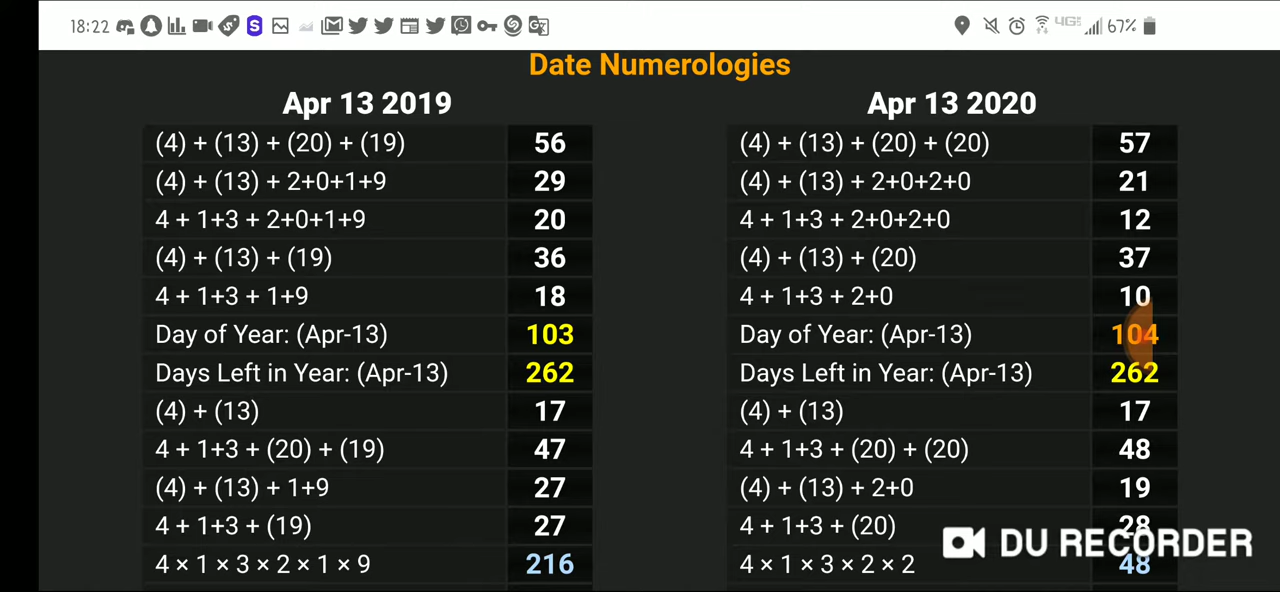 18:22 4G 67%
Date Numerologies
Apr 13 2019
(4) + (13) + (20) + (19) 56
(4) + (13) + 2+0+1+9 29
4 + 1+3 + 2+0+1+9 20
(4) + (13) + (19) 36
4 + 1+3 + 1+9 18
Day of Year: (Apr-13) 103
Days Left in Year: (Apr-13) 262
(4) + (13) 17
4 + 1+3 + (20) + (19) 47
(4) + (13) + 1+9 27
4 + 1+3 + (19) 27
4 × 1 × 3 × 2 × 1 × 9 216
Apr 13 2020
(4) + (13) + (20) + (20) 57
(4) + (13) + 2+0+2+0 21
4 + 1+3 + 2+0+2+0 12
(4) + (13) + (20) 37
4 + 1+3 + 2+0 10
Day of Year: (Apr-13) 104
Days Left in Year: (Apr-13) 262
(4) + (13) 17
4 + 1+3 + (20) + (20) 48
(4) + (13) + 2+0 19
4 + 1+3 + (20) 28
4 × 1 × 3 × 2 × 2 48
DU RECORDER